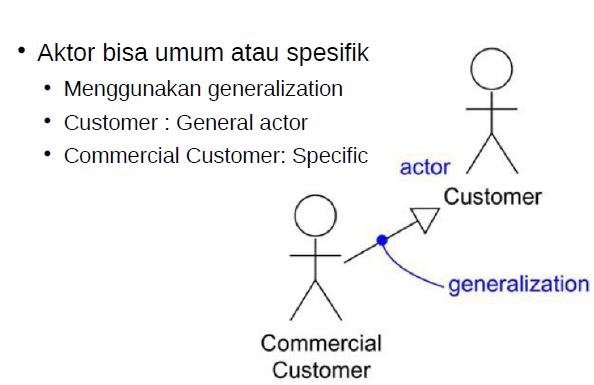 • Aktor bisa umum atau spesifik
• Menggunakan generalization
• Customer : General actor
• Commercial Customer: Specific
actor
Customer
generalization
Commercial
Customer